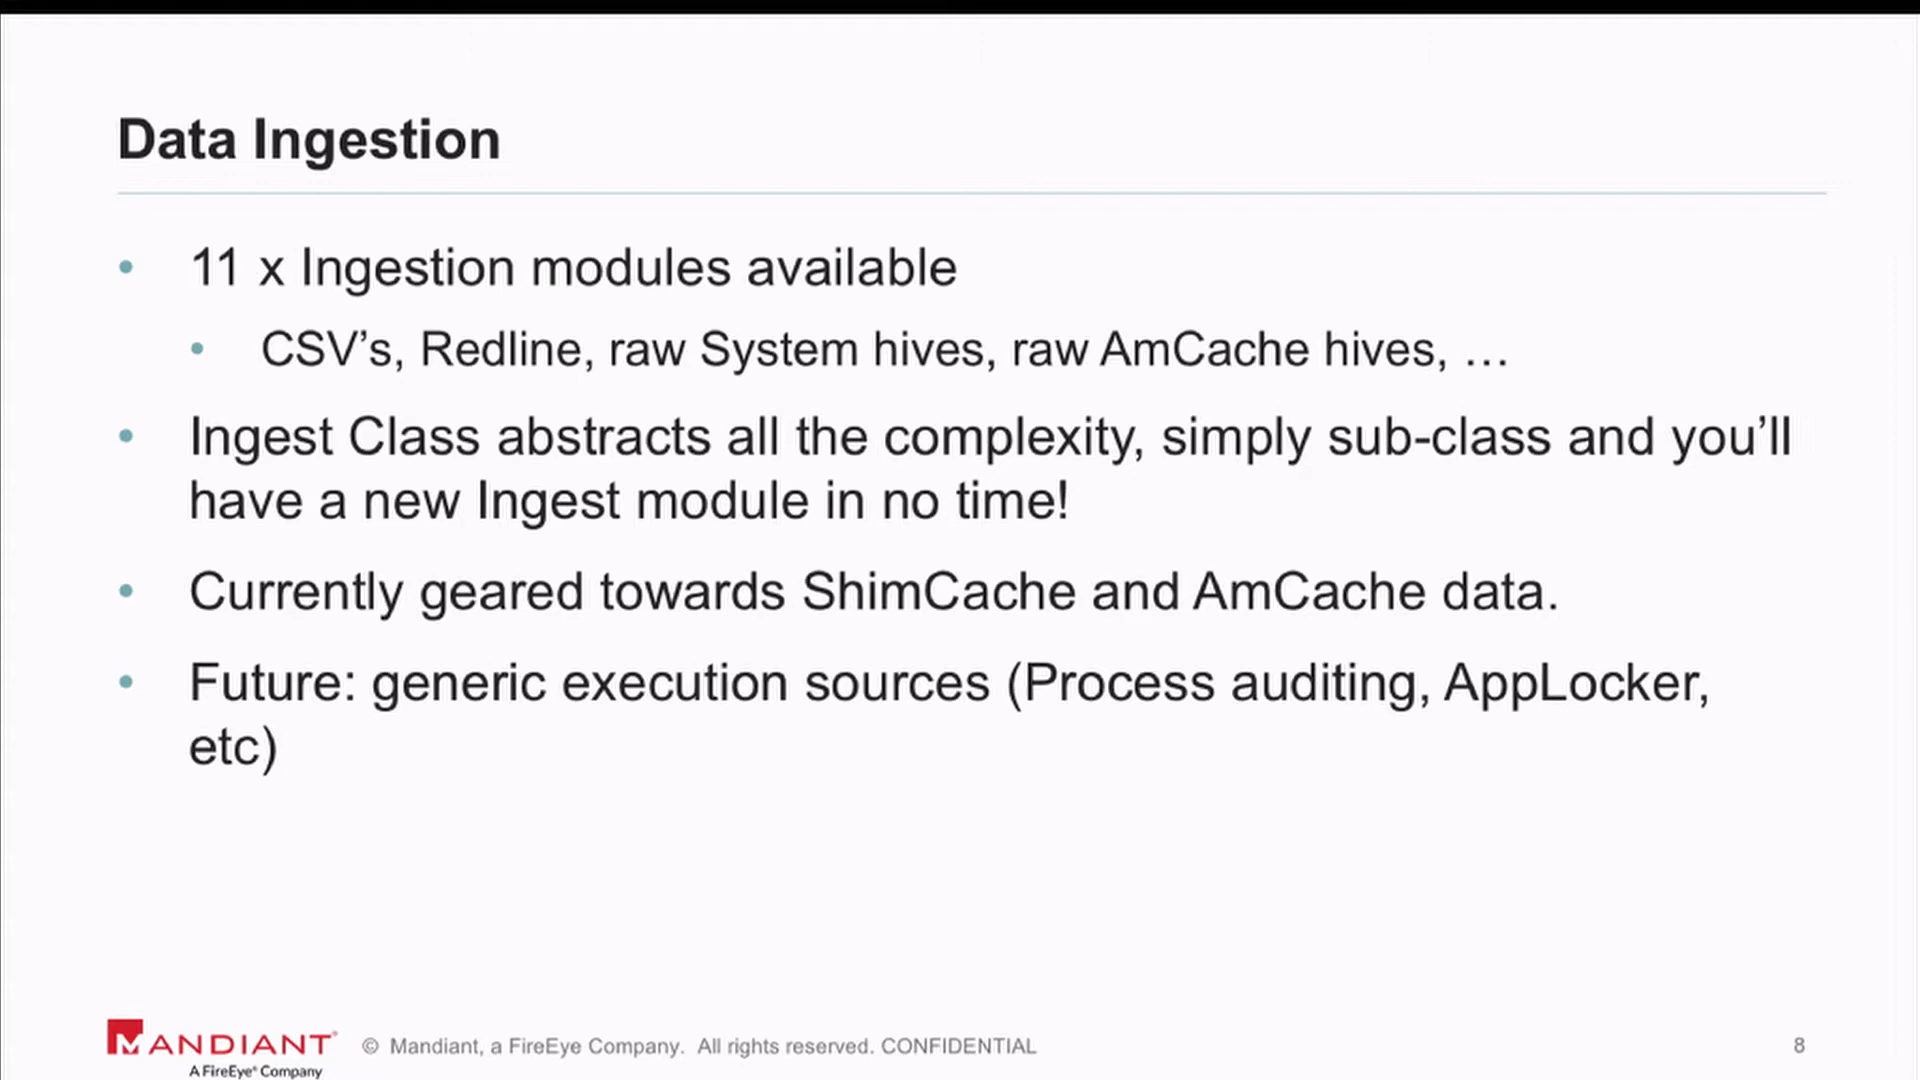 Data Ingestion
• 11 x Ingestion modules available
• CSV’s, Redline, raw System hives, raw AmCache hives, …
• Ingest Class abstracts all the complexity, simply sub-class and you’ll
have a new Ingest module in no time!
• Currently geared towards ShimCache and AmCache data.
• Future: generic execution sources (Process auditing, AppLocker,
etc)
MANDIANT®
A FireEye® Company
© Mandiant, a FireEye Company. All rights reserved. CONFIDENTIAL
8